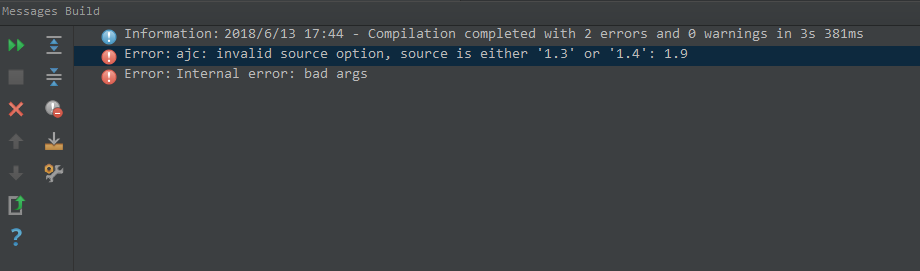 Messages Build
Information: 2018/6/13 17:44 - Compilation completed with 2 errors and 0 warnings in 3s 381ms
Error: ajc: invalid source option, source is either '1.3' or '1.4': 1.9
Error: Internal error: bad args